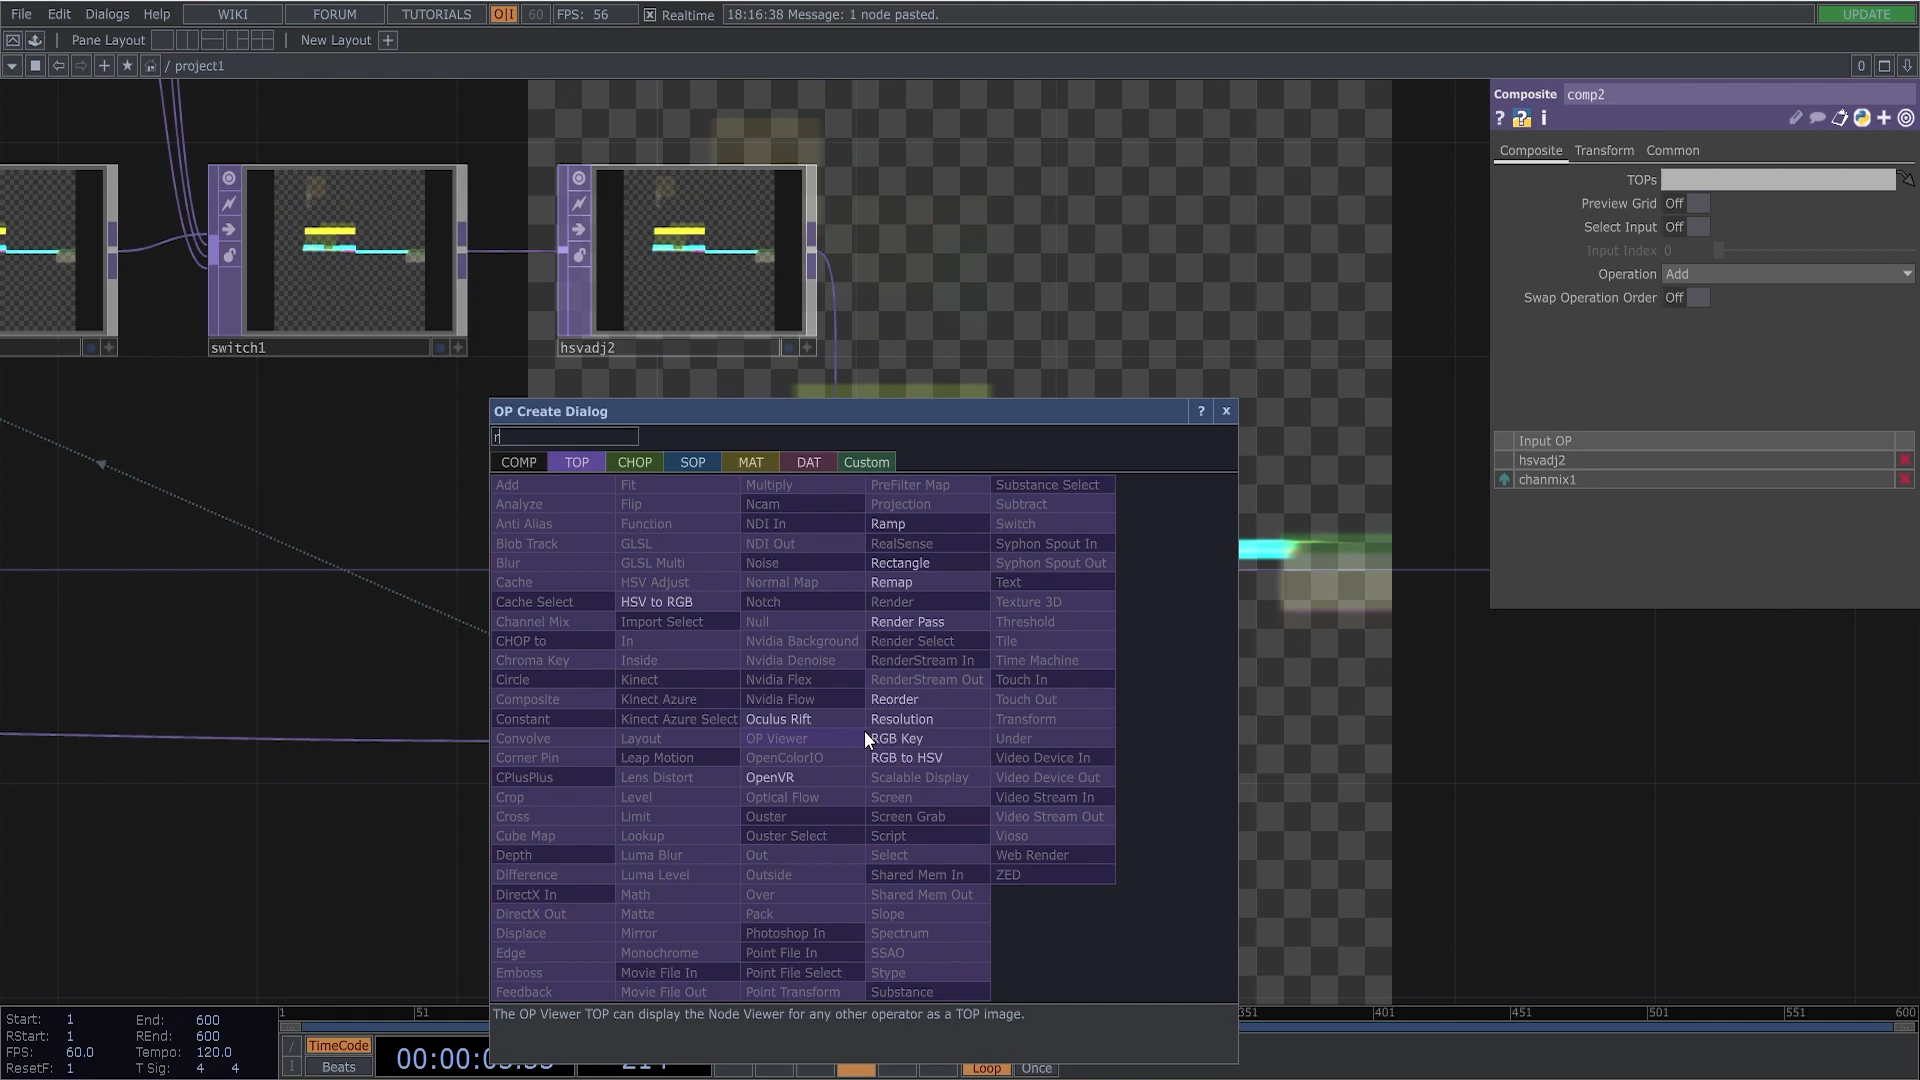 File Edit Dialogs Help WIKI FORUM TUTORIALS O|I 60 FPS: 56 Realtime 18:16:38 Message: 1 node pasted. UPDATE
Pane Layout New Layout +
/ project1 0
Composite comp2
? ? i
Composite Transform Common
TOPs
Preview Grid Off
Select Input Off
Input Index 0
Operation Add
Swap Operation Order Off
Input OP
hsvadj2
chanmix1
switch1
hsvadj2
OP Create Dialog ? x
r
COMP TOP CHOP SOP MAT DAT Custom
Add Fit Multiply PreFilter Map Substance Select
Analyze Flip Ncam Projection Subtract
Anti Alias Function NDI In Ramp Switch
Blob Track GLSL NDI Out RealSense Syphon Spout In
Blur GLSL Multi Noise Rectangle Syphon Spout Out
Cache HSV Adjust Normal Map Remap Text
Cache Select HSV to RGB Notch Render Texture 3D
Channel Mix Import Select Null Render Pass Threshold
CHOP to In Nvidia Background Render Select Tile
Chroma Key Inside Nvidia Denoise RenderStream In Time Machine
Circle Kinect Nvidia Flex RenderStream Out Touch In
Composite Kinect Azure Nvidia Flow Reorder Touch Out
Constant Kinect Azure Select Oculus Rift Resolution Transform
Convolve Layout OP Viewer RGB Key Under
Corner Pin Leap Motion OpenColorIO RGB to HSV Video Device In
CPlusPlus Lens Distort OpenVR Scalable Display Video Device Out
Crop Level Optical Flow Screen Video Stream In
Cross Limit Ouster Screen Grab Video Stream Out
Cube Map Lookup Ouster Select Script Vioso
Depth Luma Blur Out Select Web Render
Difference Luma Level Outside Shared Mem In ZED
DirectX In Math Over Shared Mem Out
DirectX Out Matte Pack Slope
Displace Mirror Photoshop In Spectrum
Edge Monochrome Point File In SSAO
Emboss Movie File In Point File Select Stype
Feedback Movie File Out Point Transform Substance
The OP Viewer TOP can display the Node Viewer for any other operator as a TOP image.
1 51 351 401 451 501 551 600
Start: 1 End: 600
RStart: 1 REnd: 600
FPS: 60.0 Tempo: 120.0
ResetF: 1 T Sig: 4 4
TimeCode
Beats
Loop Once